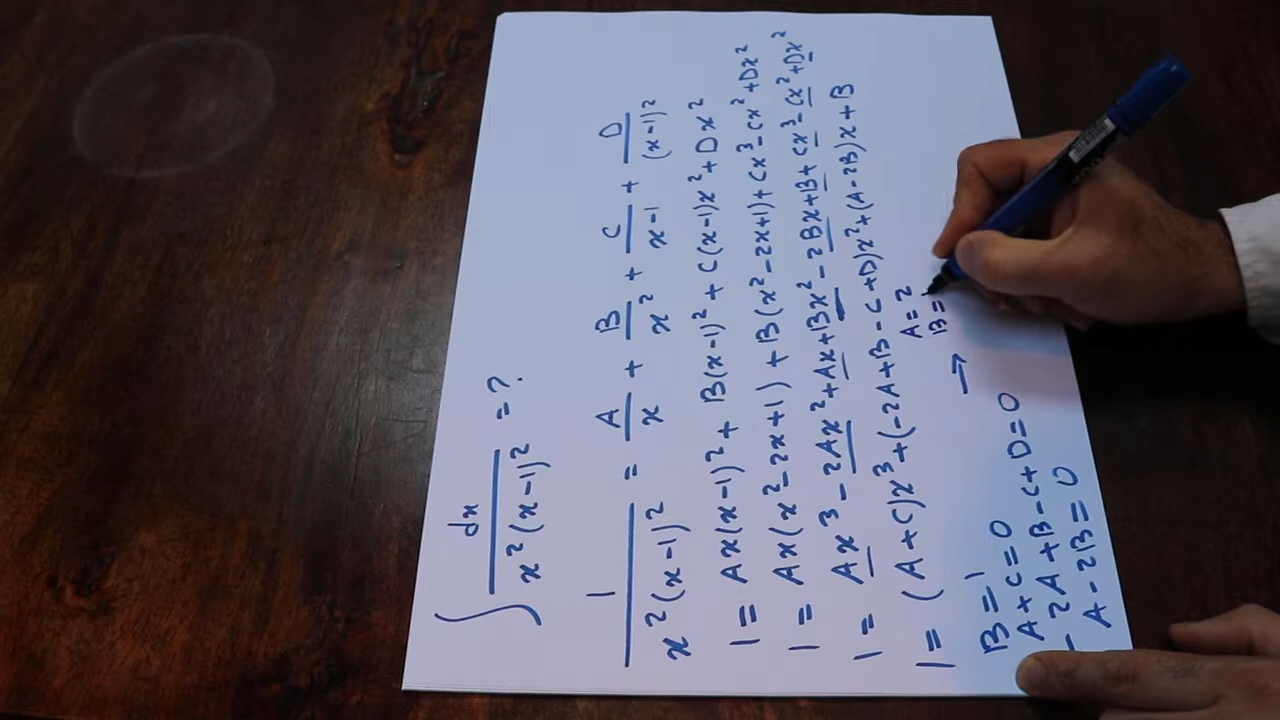 ∫ dx / x²(x-1)² = ?
1 / x²(x-1)² = A/x + B/x² + C/x-1 + D/(x-1)²
1 = Ax(x-1)² + B(x-1)² + C(x-1)x² + Dx²
1 = Ax(x²-2x+1) + B(x²-2x+1) + Cx³-Cx²+Dx²
1 = Ax³-2Ax²+Ax+Bx²-2Bx+B+Cx³-Cx²+Dx²
1 = (A+C)x³+(-2A+B-C+D)x²+(A-2B)x+B
B=1
A+C=0
-2A+B-C+D=0
A-2B=0
→
A=2
B=